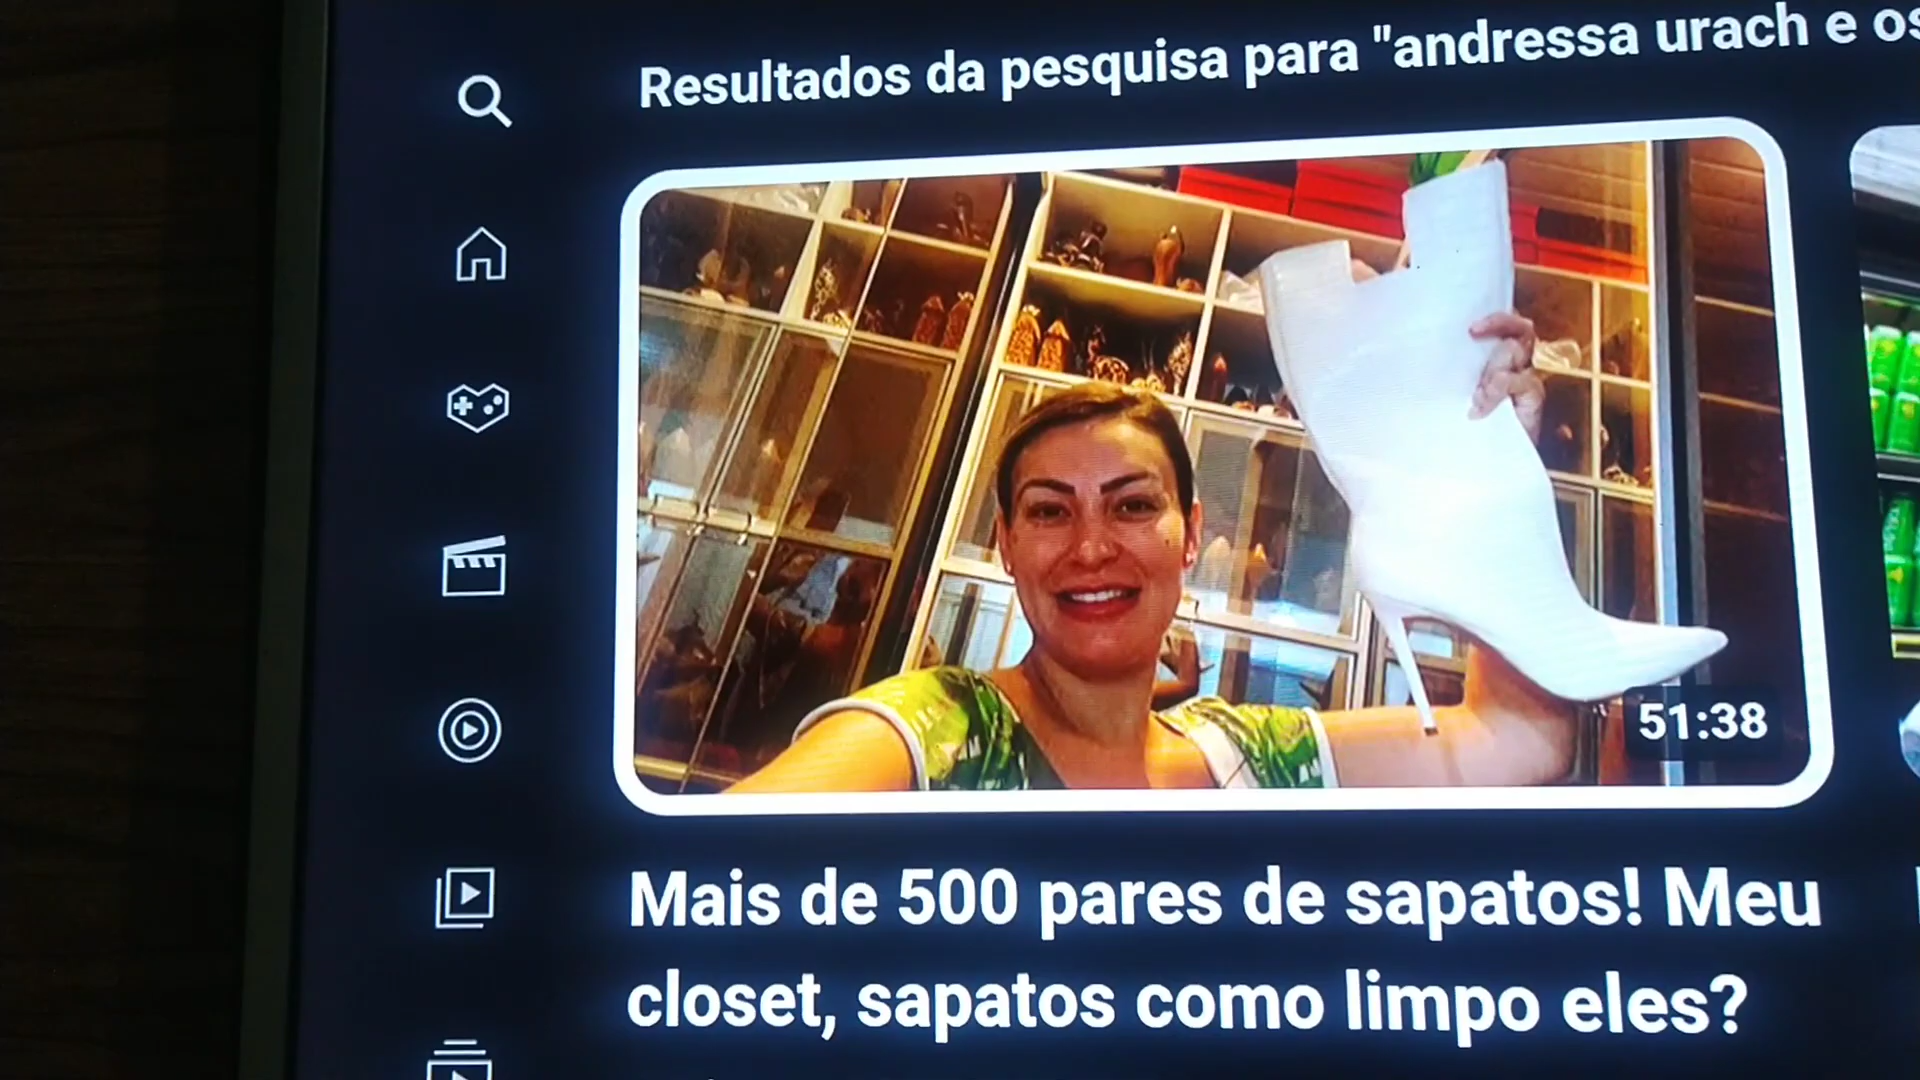 Resultados da pesquisa para "andressa urach e os
51:38
Mais de 500 pares de sapatos! Meu
closet, sapatos como limpo eles?